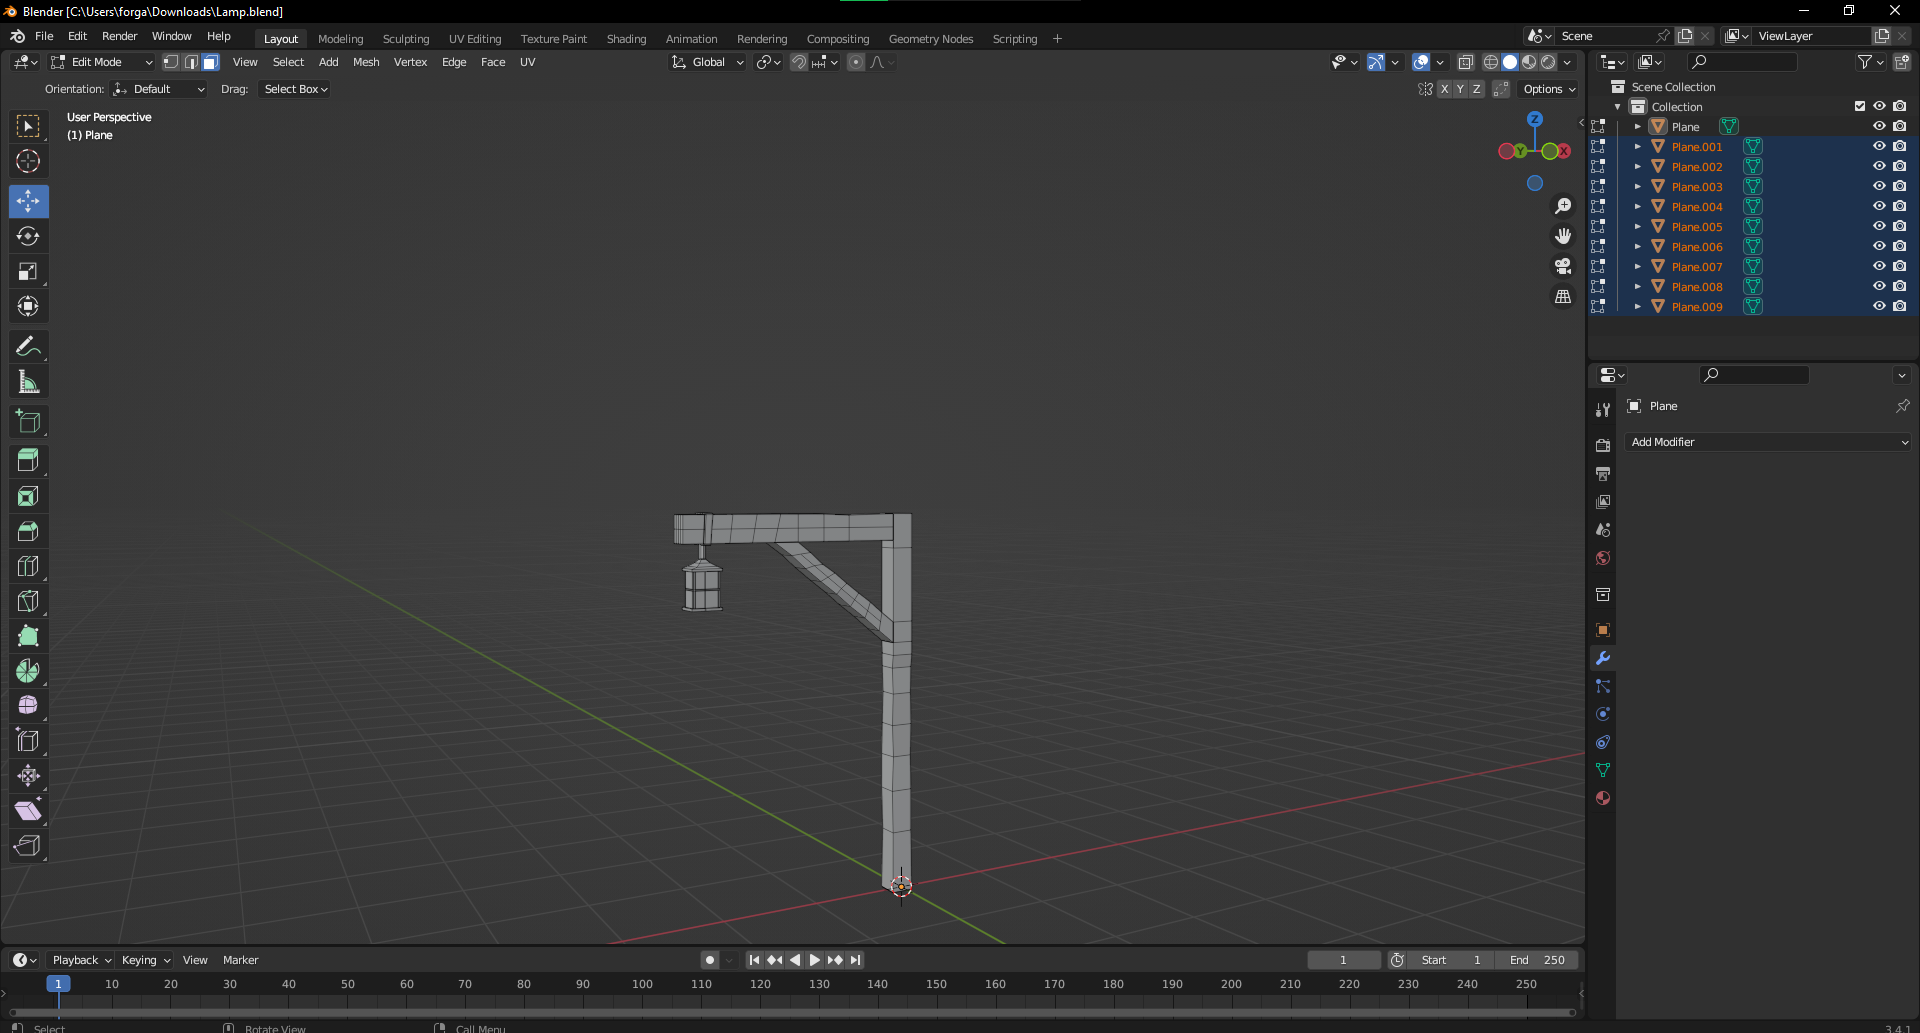 Blender [C:\Users\forga\Downloads\Lamp.blend]
File Edit Render Window Help Layout Modeling Sculpting UV Editing Texture Paint Shading Animation Rendering Compositing Geometry Nodes Scripting + Scene ViewLayer
Edit Mode View Select Add Mesh Vertex Edge Face UV Global
Orientation: Default Drag: Select Box X Y Z Options
User Perspective
(1) Plane
Z
Y X
Scene Collection
Collection
Plane
Plane.001
Plane.002
Plane.003
Plane.004
Plane.005
Plane.006
Plane.007
Plane.008
Plane.009
Plane
Add Modifier
Playback Keying View Marker 1 Start 1 End 250
1 10 20 30 40 50 60 70 80 90 100 110 120 130 140 150 160 170 180 190 200 210 220 230 240 250
Select Rotate View Call Menu 3.4.1